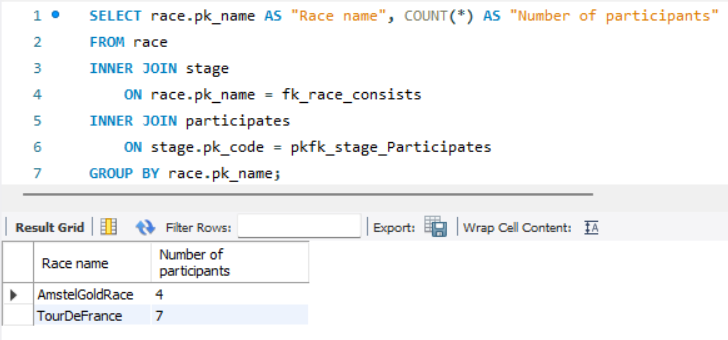 1 SELECT race.pk_name AS "Race name", COUNT(*) AS "Number of participants"
2 FROM race
3 INNER JOIN stage
4 ON race.pk_name = fk_race_consists
5 INNER JOIN participates
6 ON stage.pk_code = pkfk_stage_Participates
7 GROUP BY race.pk_name;
Result Grid Filter Rows: Export: Wrap Cell Content: IA
Race name Number of
participants
AmstelGoldRace 4
TourDeFrance 7